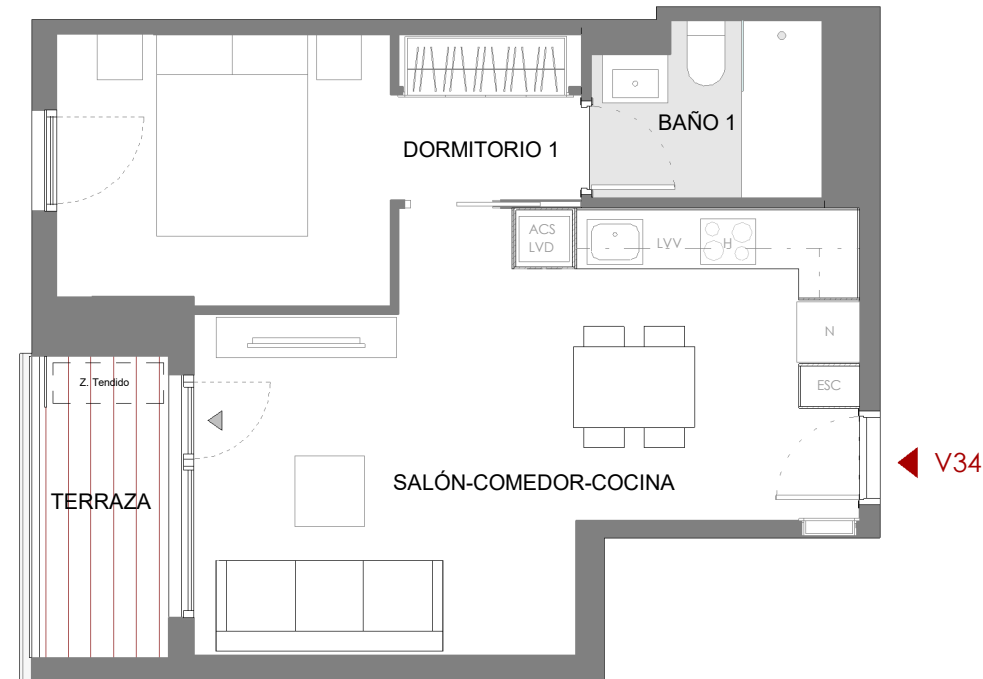 BAÑO 1
DORMITORIO 1
ACS
LVD
LVV
H
N
Z. Tendido
ESC
V34
SALÓN-COMEDOR-COCINA
TERRAZA